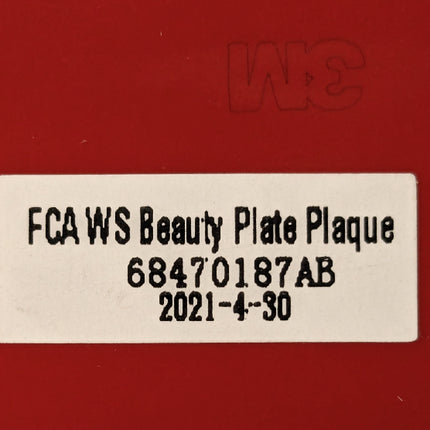 3M
FCA WS Beauty Plate Plaque
68470187AB
2021-4-30